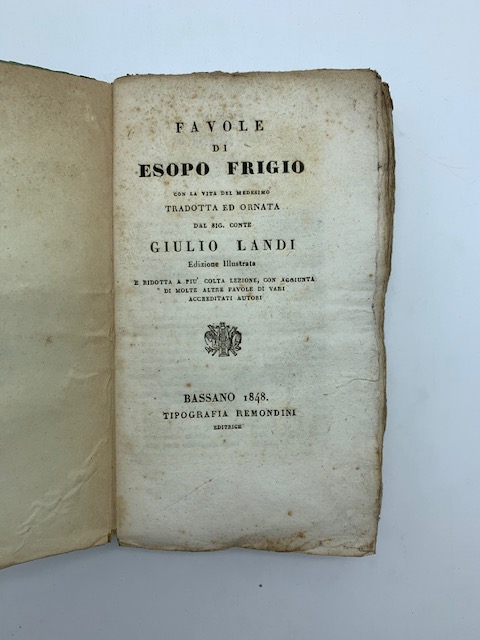 FAVOLE
DI
ESOPO FRIGIO
CON LA VITA DEL MEDESIMO
TRADOTTA ED ORNATA
DAL SIG. CONTE
GIULIO LANDI
Edizione Illustrata
E RIDOTTA A PIU' COLTA LEZIONE, CON AGGIUNTA
DI MOLTE ALTRE FAVOLE DI VARI
ACCREDITATI AUTORI
BASSANO 1848.
TIPOGRAFIA REMONDINI
EDITRICE